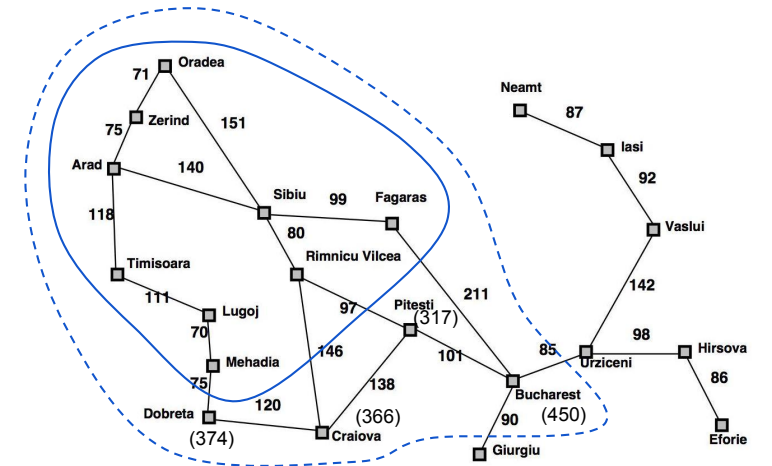 Oradea
71
Neamt
87
Zerind
151
75
Iasi
140
Arad
92
Sibiu
99
Fagaras
118
Vaslui
80
Timisoara
Rimnicu Vilcea
142
111
211
97
Pitesti
(317)
Lugoj
70
98
85
Hirsova
146
101
Urziceni
Mehadia
75
138
86
Bucharest
120
Dobreta
(366)
90
(450)
(374)
Craiova
Eforie
Giurgiu